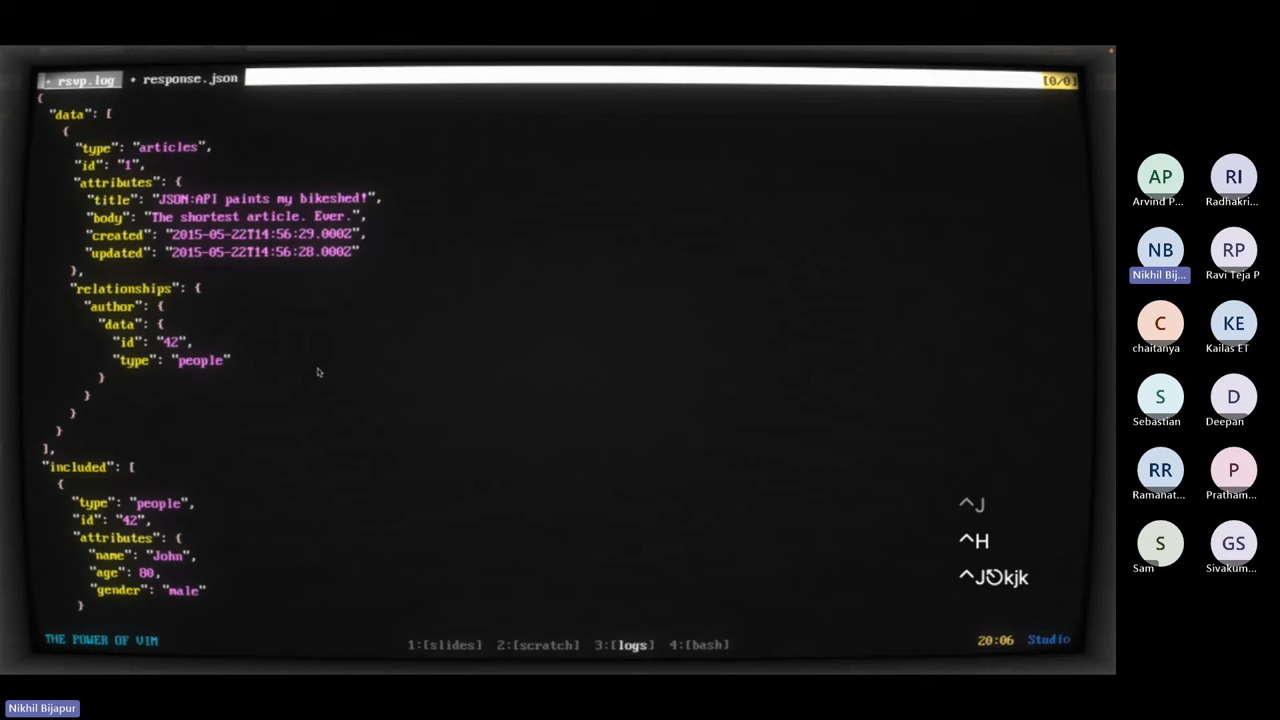 + rsvp.log + response.json [0/0]
{
"data": [
{
"type": "articles",
"id": "1",
"attributes": {
"title": "JSON:API paints my bikeshed!",
"body": "The shortest article. Ever.",
"created": "2015-05-22T14:56:29.000Z",
"updated": "2015-05-22T14:56:28.000Z"
},
"relationships": {
"author": {
"data": {
"id": "42",
"type": "people"
}
}
}
}
],
"included": [
{
"type": "people",
"id": "42",
"attributes": {
"name": "John",
"age": 80,
"gender": "male"
}
^J
^H
^J⎋kjk
THE POWER OF VIM 1:[slides] 2:[scratch] 3:[logs] 4:[bash] 20:06 Studio
AP RI
Arvind P... Radhakri...
NB RP
Nikhil Bij... Ravi Teja P
C KE
chaitanya Kailas ET
S D
Sebastian Deepan
RR P
Ramanat... Pratham...
S GS
Sam Sivakum...
Nikhil Bijapur